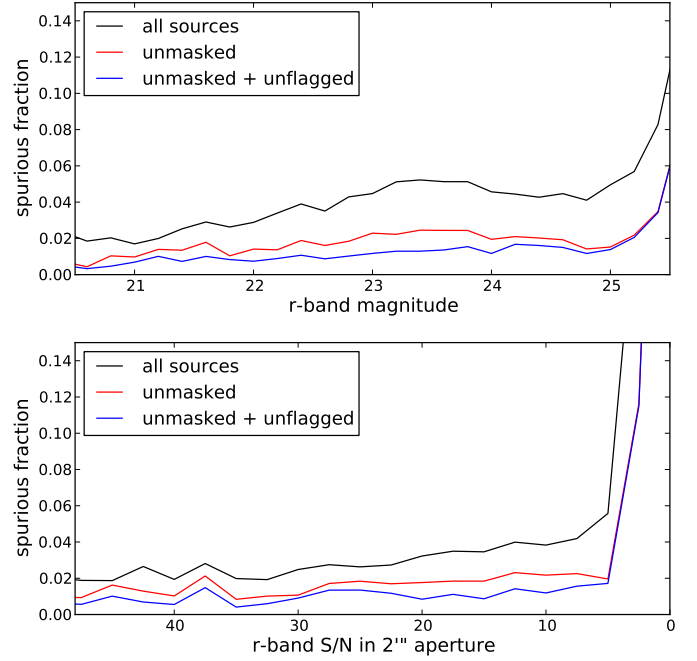 0.14
0.12
0.10
0.08
0.06
0.04
0.02
0.00
spurious fraction
all sources
unmasked
unmasked + unflagged
21 22 23 24 25
r-band magnitude
0.14
0.12
0.10
0.08
0.06
0.04
0.02
0.00
spurious fraction
all sources
unmasked
unmasked + unflagged
40 30 20 10 0
r-band S/N in 2'" aperture